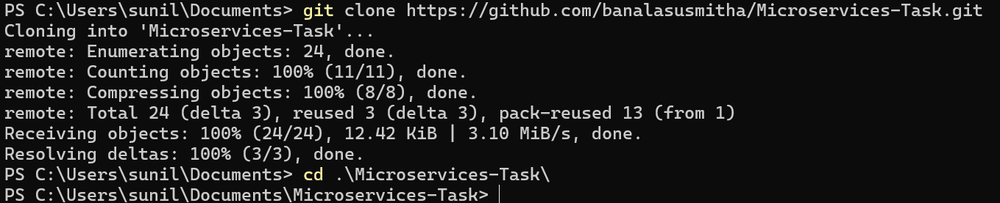 PS C:\Users\sunil\Documents> git clone https://github.com/banalasusmitha/Microservices-Task.git
Cloning into 'Microservices-Task'...
remote: Enumerating objects: 24, done.
remote: Counting objects: 100% (11/11), done.
remote: Compressing objects: 100% (8/8), done.
remote: Total 24 (delta 3), reused 3 (delta 3), pack-reused 13 (from 1)
Receiving objects: 100% (24/24), 12.42 KiB | 3.10 MiB/s, done.
Resolving deltas: 100% (3/3), done.
PS C:\Users\sunil\Documents> cd .\Microservices-Task\
PS C:\Users\sunil\Documents\Microservices-Task>